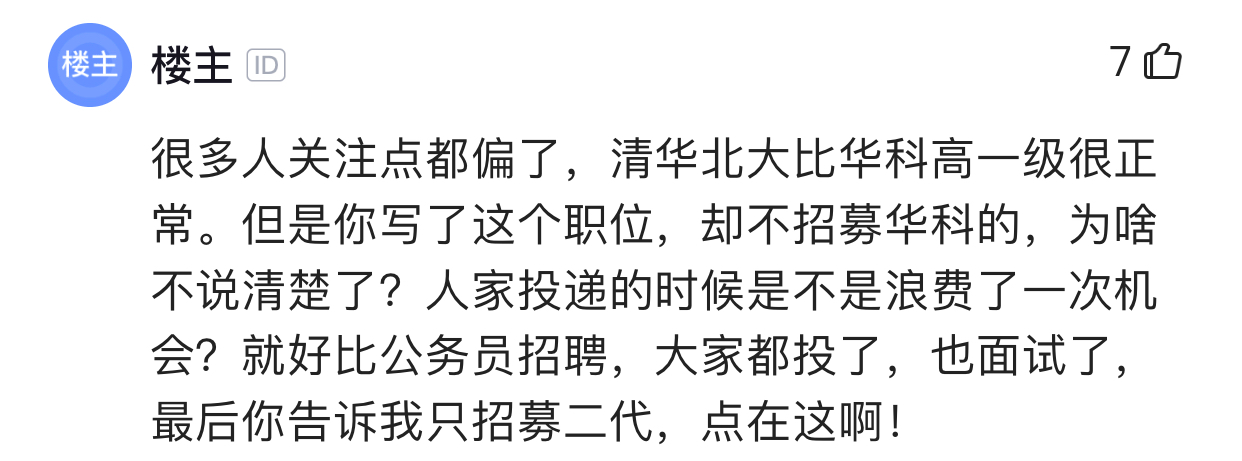 楼主 楼主 ID 7
很多人关注点都偏了，清华北大比华科高一级很正
常。但是你写了这个职位，却不招募华科的，为啥
不说清楚了？人家投递的时候是不是浪费了一次机
会？就好比公务员招聘，大家都投了，也面试了，
最后你告诉我只招募二代，点在这啊！